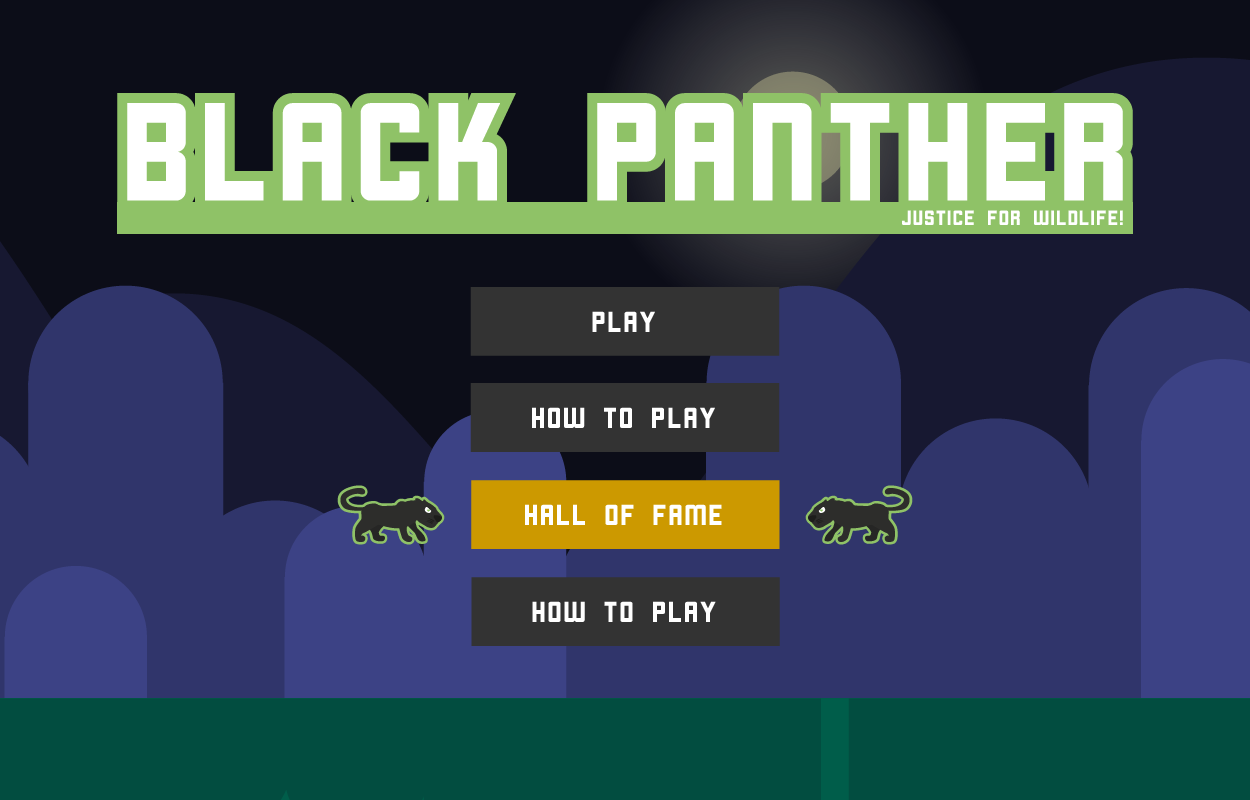 BLACK PANTHER
JUSTICE FOR WILDLIFE!
PLAY
HOW TO PLAY
HALL OF FAME
HOW TO PLAY